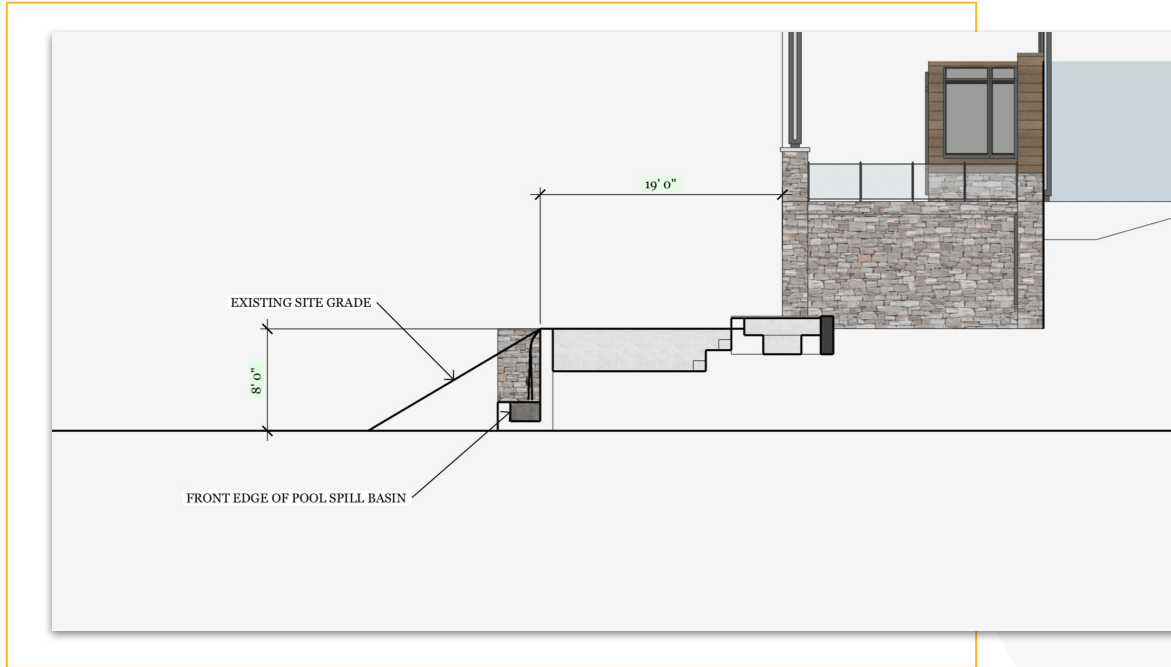 19' 0"
EXISTING SITE GRADE
8' 0"
FRONT EDGE OF POOL SPILL BASIN